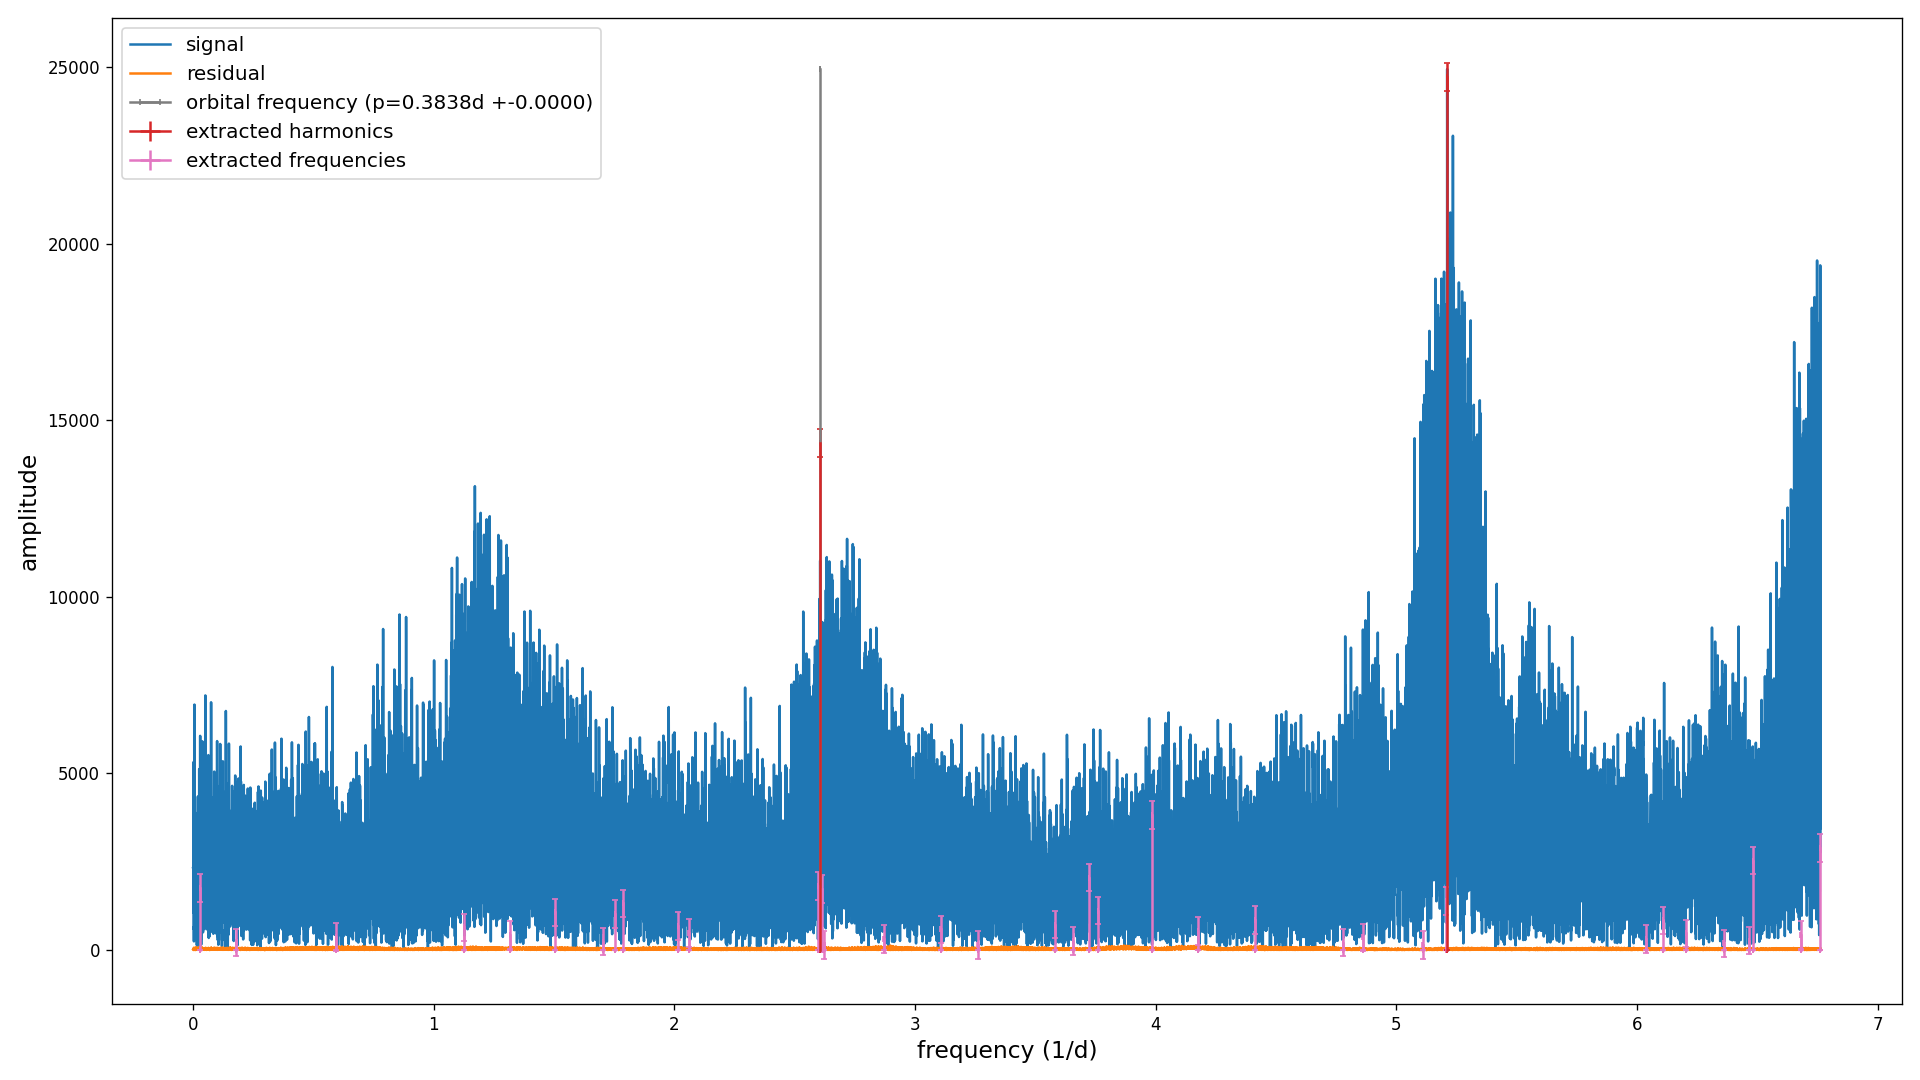 signal
residual
orbital frequency (p=0.3838d +-0.0000)
extracted harmonics
extracted frequencies
25000
20000
15000
10000
5000
0
amplitude
0 1 2 3 4 5 6 7
frequency (1/d)